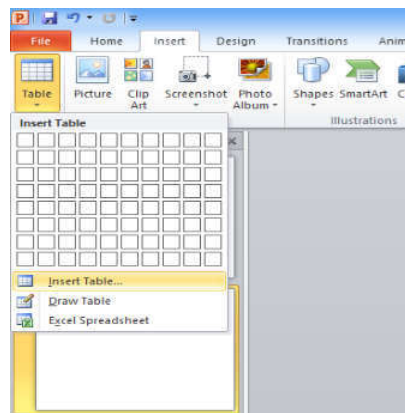 P
File Home Insert Design Transitions Anim
Table Picture Clip Art Screenshot Photo Album Shapes SmartArt C
Illustrations
Insert Table
Insert Table...
Draw Table
Excel Spreadsheet